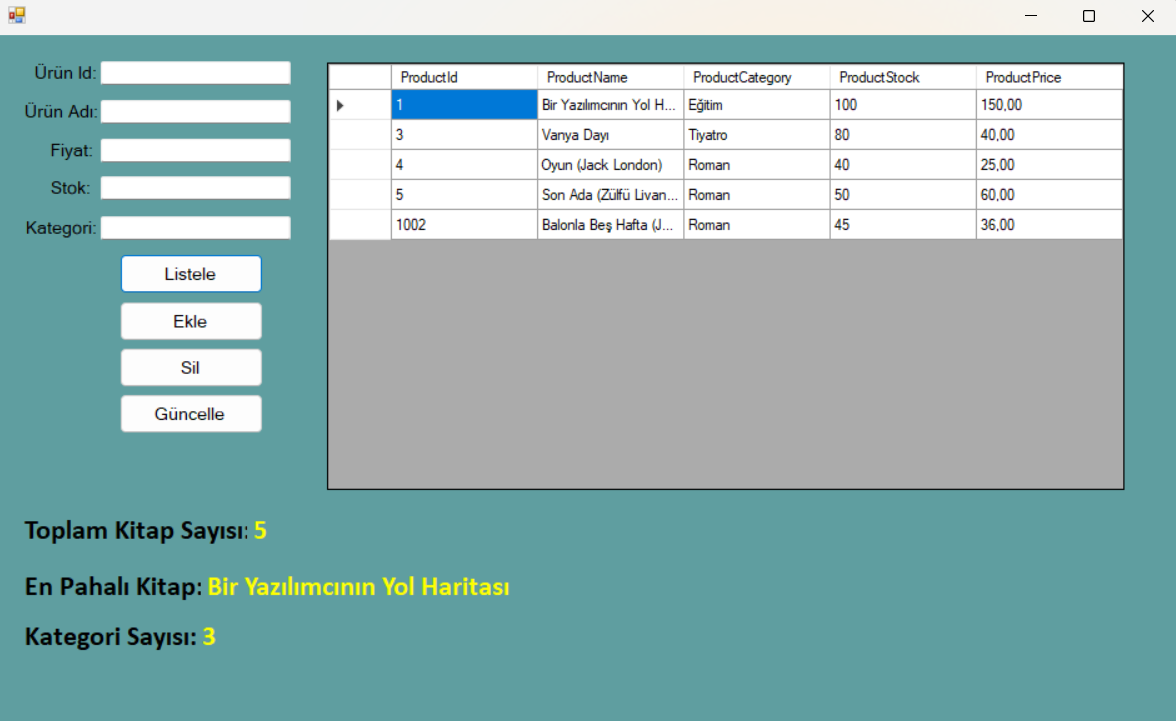 Ürün Id:
Ürün Adı:
Fiyat:
Stok:
Kategori:
Listele
Ekle
Sil
Güncelle
ProductId ProductName ProductCategory ProductStock ProductPrice
1 Bir Yazılımcının Yol H... Eğitim 100 150,00
3 Vanya Dayı Tiyatro 80 40,00
4 Oyun (Jack London) Roman 40 25,00
5 Son Ada (Zülfü Livan... Roman 50 60,00
1002 Balonla Beş Hafta (J... Roman 45 36,00
Toplam Kitap Sayısı: 5
En Pahalı Kitap: Bir Yazılımcının Yol Haritası
Kategori Sayısı: 3